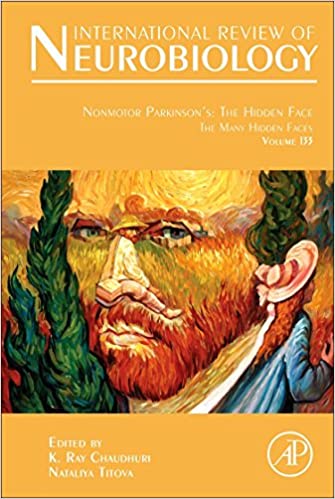 INTERNATIONAL REVIEW OF
NEUROBIOLOGY
NONMOTOR PARKINSON'S: THE HIDDEN FACE
THE MANY HIDDEN FACES
VOLUME 133
EDITED BY
K. RAY CHAUDHURI
NATALIYA TITOVA
AP